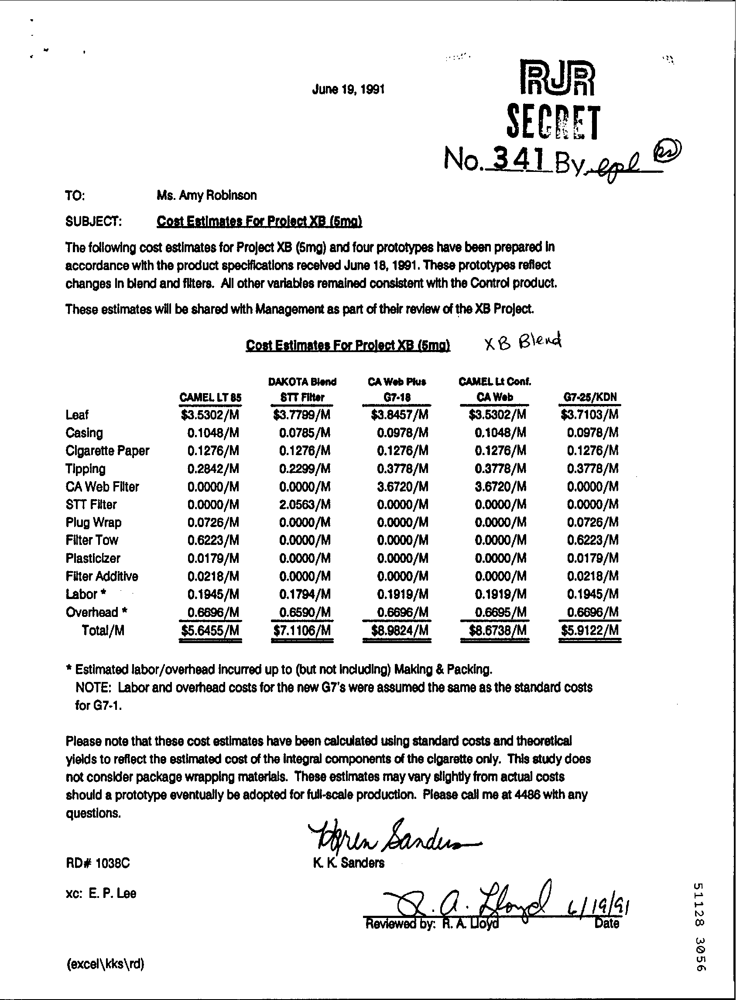 RJR
June 19, 1991
SECRET
No. 341 By epl
TO: Ms. Amy Robinson
SUBJECT: Cost Estimates For Project XB (5mg)
The following cost estimates for Project XB (5mg) and four prototypes have been prepared in
accordance with the product specifications received June 18, 1991. These prototypes reflect
changes in blend and filters. All other variables remained consistent with the Control product.
These estimates will be shared with Management as part of their review of the XB Project.
Cost Estimates For Project XB (5mg) XB Blend
DAKOTA Blend CA Web Plus CAMEL Lt Conf.
CAMEL LT 85 STT Filter G7-18 CA Web G7-25/KDN
Leaf $3.5302/M $3.7799/M $3.8457/M $3.5302/M $3.7103/M
Casing 0.1048/M 0.0785/M 0.0978/M 0.1048/M 0.0978/M
Cigarette Paper 0.1276/M 0.1276/M 0.1276/M 0.1276/M 0.1276/M
Tipping 0.2842/M 0.2299/M 0.3778/M 0.3778/M 0.3778/M
CA Web Filter 0.0000/M 0.0000/M 3.6720/M 3.6720/M 0.0000/M
STT Filter 0.0000/M 2.0563/M 0.0000/M 0.0000/M 0.0000/M
Plug Wrap 0.0726/M 0.0000/M 0.0000/M 0.0000/M 0.0726/M
Filter Tow 0.6223/M 0.0000/M 0.0000/M 0.0000/M 0.6223/M
Plasticizer 0.0179/M 0.0000/M 0.0000/M 0.0000/M 0.0179/M
Filter Additive 0.0218/M 0.0000/M 0.0000/M 0.0000/M 0.0218/M
Labor * 0.1945/M 0.1794/M 0.1919/M 0.1919/M 0.1945/M
Overhead * 0.6696/M 0.6590/M 0.6696/M 0.6695/M 0.6696/M
Total/M $5.6455/M $7.1106/M $8.9824/M $8.6738/M $5.9122/M
* Estimated labor/overhead incurred up to (but not including) Making & Packing.
NOTE: Labor and overhead costs for the new G7's were assumed the same as the standard costs
for G7-1.
Please note that these cost estimates have been calculated using standard costs and theoretical
yields to reflect the estimated cost of the integral components of the cigarette only. This study does
not consider package wrapping materials. These estimates may vary slightly from actual costs
should a prototype eventually be adopted for full-scale production. Please call me at 4486 with any
questions.
Karen Sanders
RD# 1038C K. K. Sanders
xc: E. P. Lee
R. A. Lloyd 6/19/91
Reviewed by: R. A. Lloyd Date
(excel\kks\rd)
51128 3056